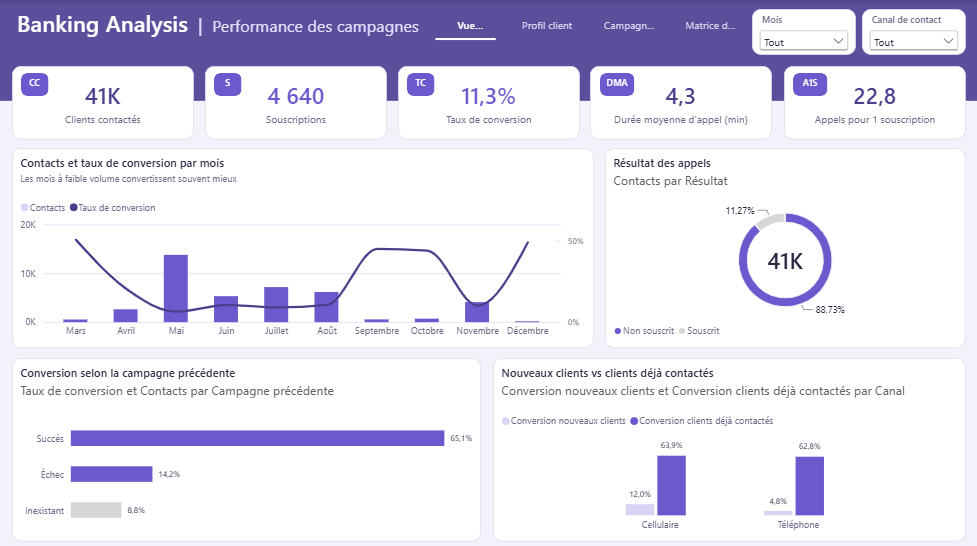 Banking Analysis | Performance des campagnes
Vue...
Profil client
Campagn...
Matrice d...
Mois
Tout
Canal de contact
Tout
CC
41K
Clients contactés
S
4 640
Souscriptions
TC
11,3%
Taux de conversion
DMA
4,3
Durée moyenne d'appel (min)
A1S
22,8
Appels pour 1 souscription
Contacts et taux de conversion par mois
Les mois à faible volume convertissent souvent mieux
Contacts Taux de conversion
20K
10K
0K
50%
0%
Mars Avril Mai Juin Juillet Août Septembre Octobre Novembre Décembre
Résultat des appels
Contacts par Résultat
11,27%
41K
88,73%
Non souscrit Souscrit
Conversion selon la campagne précédente
Taux de conversion et Contacts par Campagne précédente
Succès 65,1%
Échec 14,2%
Inexistant 8,8%
Nouveaux clients vs clients déjà contactés
Conversion nouveaux clients et Conversion clients déjà contactés par Canal
Conversion nouveaux clients Conversion clients déjà contactés
12,0% 63,9%
4,8% 62,8%
Cellulaire Téléphone